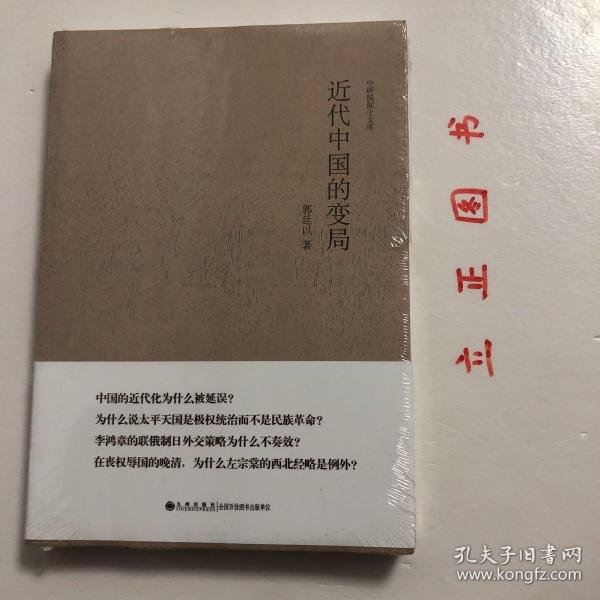 中研院院士文库
近代中国的变局
郭廷以 著
中国的近代化为什么被延误？
为什么说太平天国是极权统治而不是民族革命？
李鸿章的联俄制日外交策略为什么不奏效？
在丧权辱国的晚清，为什么左宗棠的西北经略是例外？
九州出版社
JIUZHOUPRESS
全国百佳图书出版单位
立正图书
孔夫子旧书网
www.kongfz.com